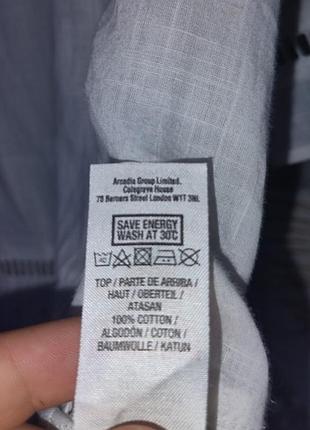 Arcadia Group Limited.
Colegrave House
70 Berners Street London W1T 3NL
SAVE ENERGY
WASH AT 30°C
TOP / PARTE DE ARRIBA /
HAUT / OBERTEIL /
ATASAN
100% COTTON /
ALGODÓN / COTON /
BAUMWOLLE / KATUN